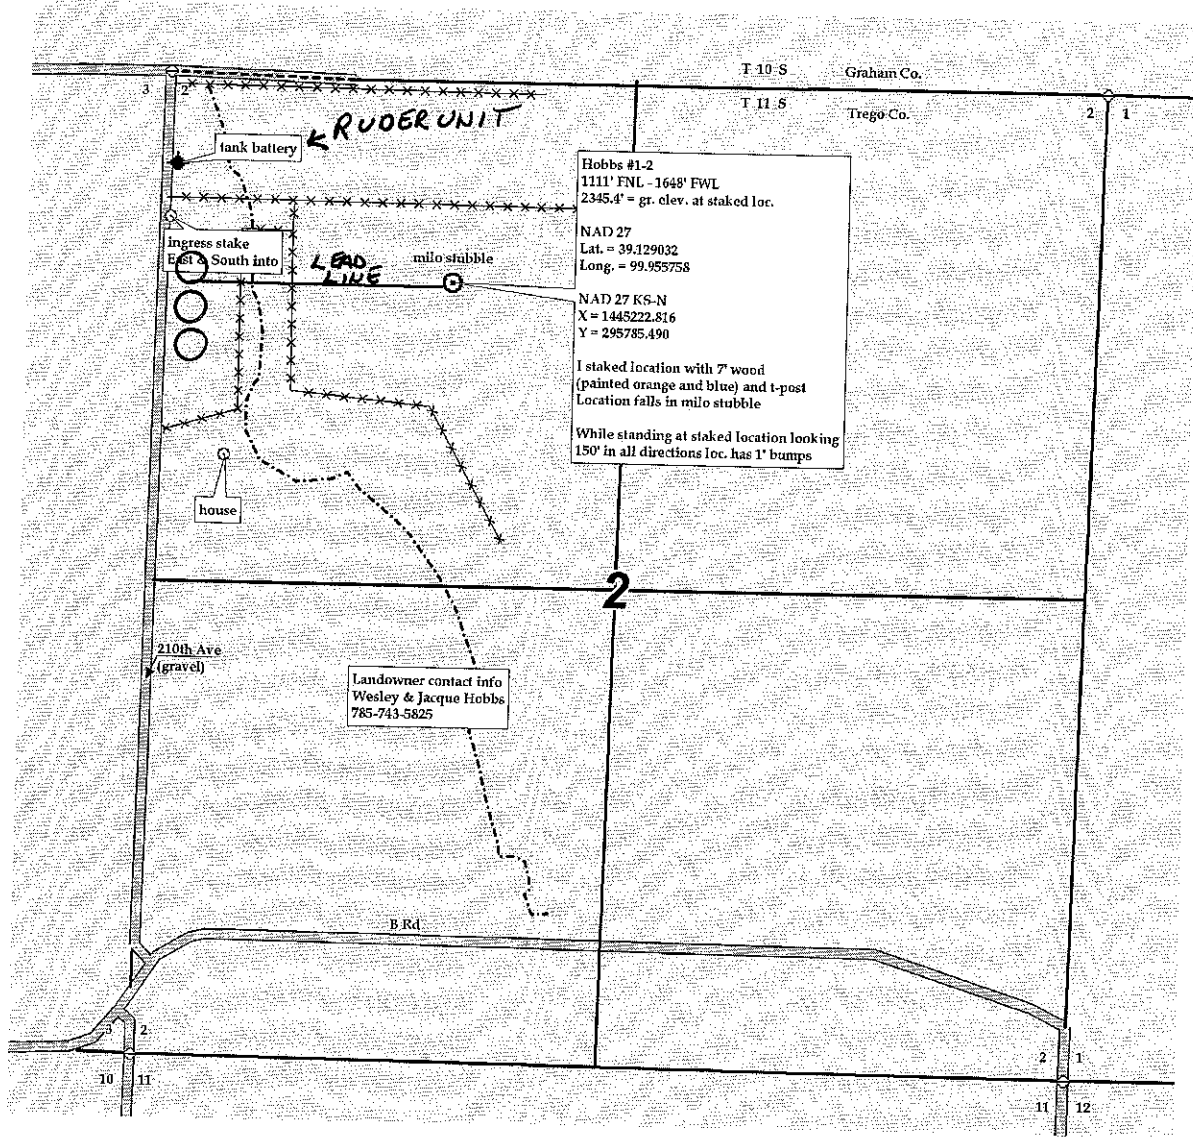 T 10 S Graham Co.
3 2
T 11 S Trego Co.
2 1
RUDER UNIT
tank battery
Hobbs #1-2
1111' FNL - 1648' FWL
2345.4' = gr. elev. at staked loc.
NAD 27
Lat. = 39.129032
Long. = 99.955758
NAD 27 KS-N
X = 1445222.816
Y = 295785.490
I staked location with 7' wood
(painted orange and blue) and t-post
Location falls in milo stubble
While standing at staked location looking
150' in all directions loc. has 1' bumps
ingress stake
East & South into
LEAD
LINE
milo stubble
house
2
210th Ave
(gravel)
Landowner contact info
Wesley & Jacque Hobbs
785-743-5825
B Rd
3 2
10 11
2 1
11 12